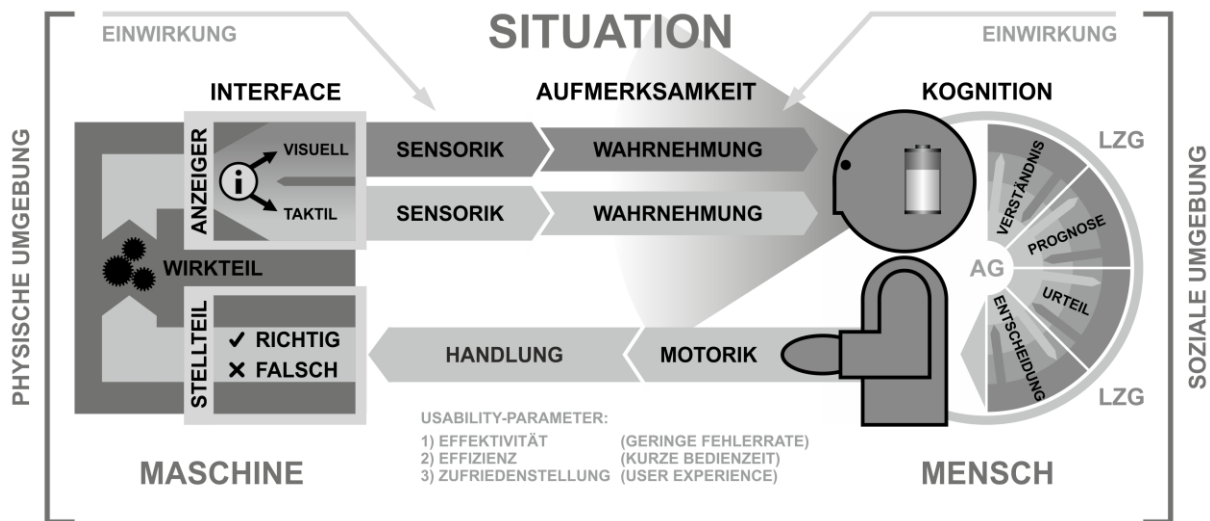 SITUATION
EINWIRKUNG
EINWIRKUNG
INTERFACE
AUFMERKSAMKEIT
KOGNITION
PHYSISCHE UMGEBUNG
SOZIALE UMGEBUNG
ANZEIGER
i
VISUELL
TAKTIL
SENSORIK
WAHRNEHMUNG
SENSORIK
WAHRNEHMUNG
LZG
VERSTÄNDNIS
PROGNOSE
AG
URTEIL
ENTSCHEIDUNG
LZG
WIRKTEIL
STELLTEIL
✓ RICHTIG
✕ FALSCH
HANDLUNG
MOTORIK
USABILITY-PARAMETER:
1) EFFEKTIVITÄT (GERINGE FEHLERRATE)
2) EFFIZIENZ (KURZE BEDIENZEIT)
3) ZUFRIEDENSTELLUNG (USER EXPERIENCE)
MASCHINE
MENSCH